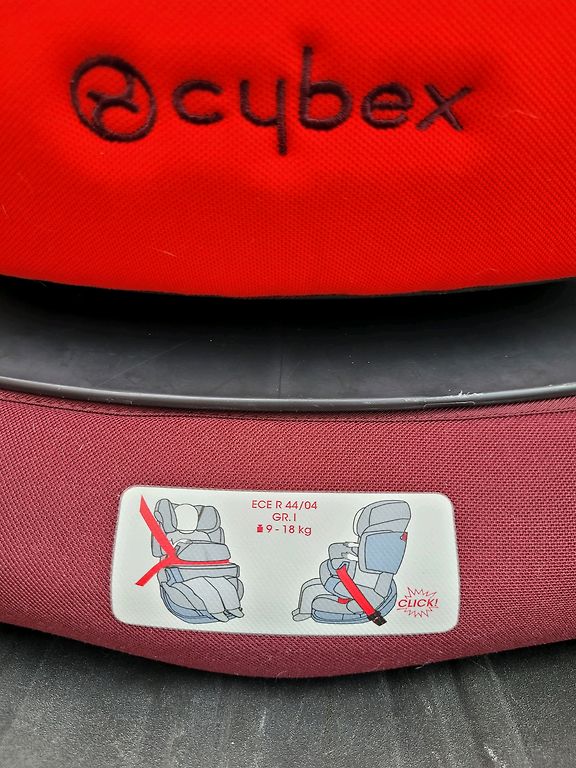 cybex
ECE R 44/04
GR. I
9 - 18 kg
CLICK!